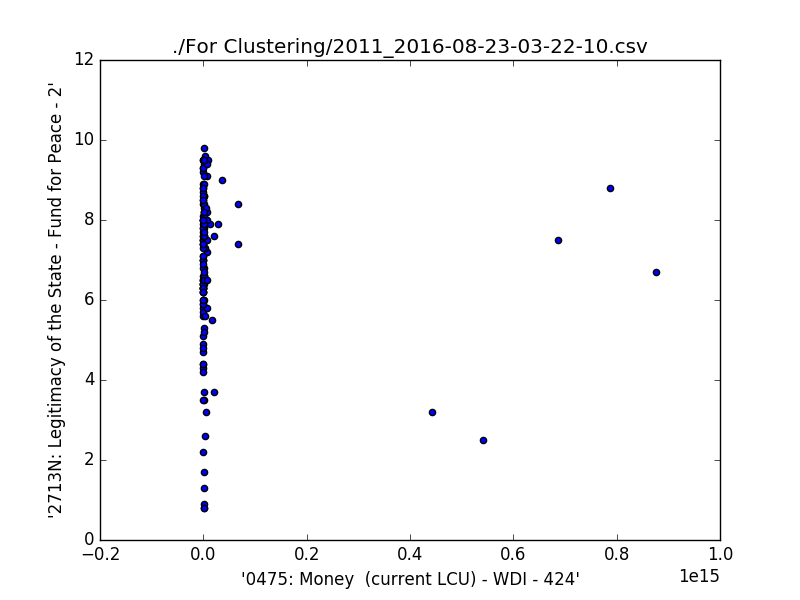 ./For Clustering/2011_2016-08-23-03-22-10.csv
12
10
8
6
4
2
0
'2713N: Legitimacy of the State - Fund for Peace - 2'
−0.2 0.0 0.2 0.4 0.6 0.8 1.0
1e15
'0475: Money  (current LCU) - WDI - 424'